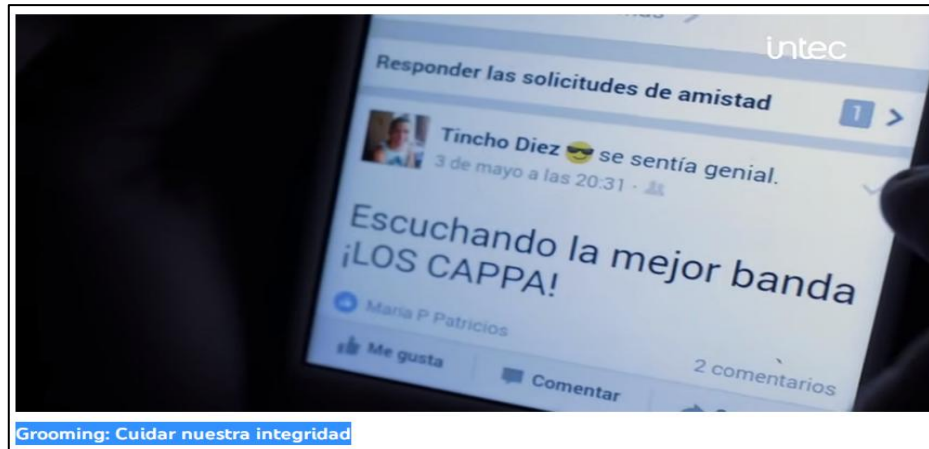 intec
Responder las solicitudes de amistad 1
Tincho Diez 😎 se sentía genial.
3 de mayo a las 20:31
Escuchando la mejor banda
¡LOS CAPPA!
Maria P Patricios
2 comentarios
Me gusta Comentar
Grooming: Cuidar nuestra integridad